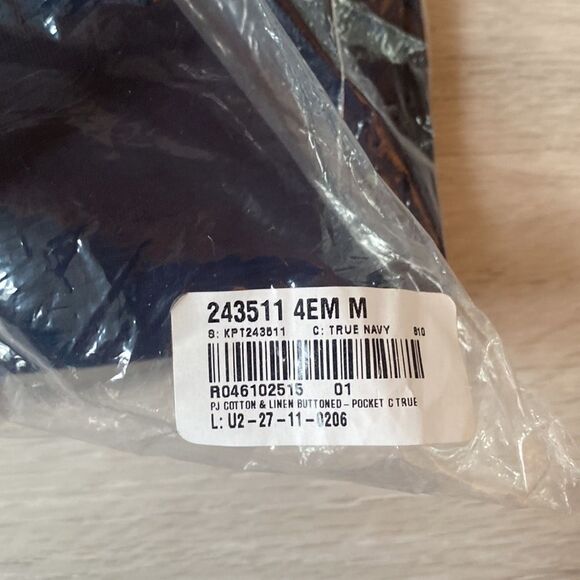 243511 4EM M
S: KPT243511 C: TRUE NAVY 810
R046102515 01
PJ COTTON & LINEN BUTTONED-POCKET C TRUE
L: U2-27-11-0206